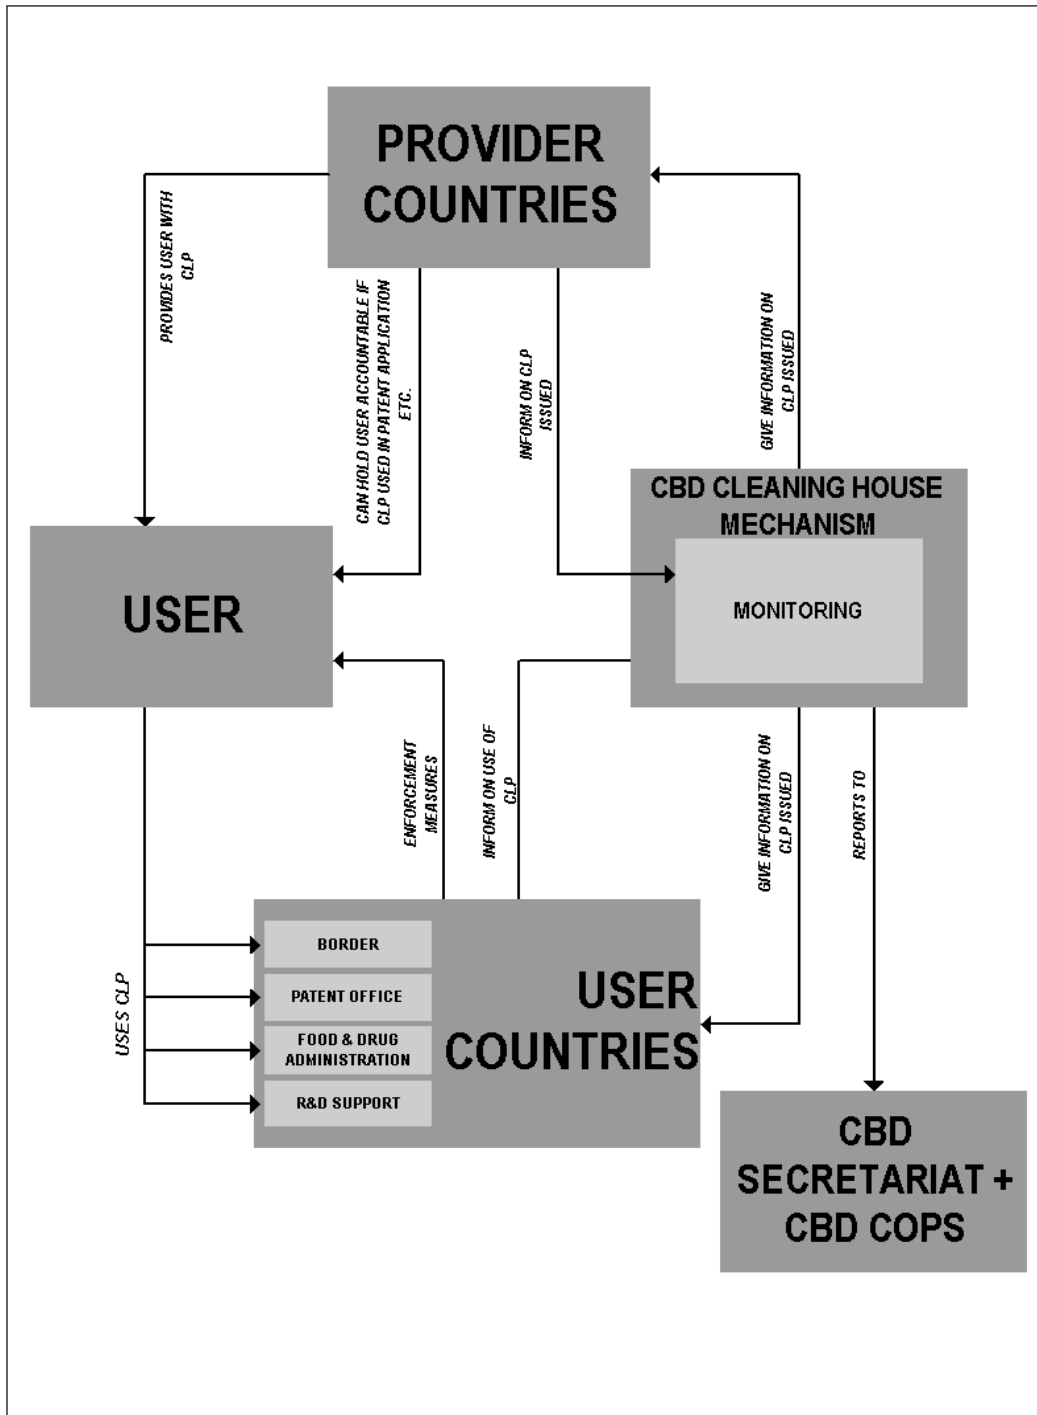 PROVIDER
COUNTRIES
PROVIDES USER WITH
CLP
CAN HOLD USER ACCOUNTABLE IF
CLP USED IN PATENT APPLICATION
ETC.
INFORM ON CLP
ISSUED
GIVE INFORMATION ON
CLP ISSUED
CBD CLEANING HOUSE
MECHANISM
MONITORING
USER
ENFORCEMENT
MEASURES
INFORM ON USE OF
CLP
GIVE INFORMATION ON
CLP ISSUED
REPORTS TO
USES CLP
BORDER
PATENT OFFICE
FOOD & DRUG
ADMINISTRATION
R&D SUPPORT
USER
COUNTRIES
CBD
SECRETARIAT +
CBD COPS